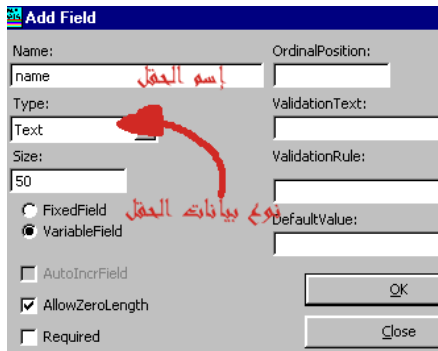 Add Field
Name:
name
إسم الحقل
Type:
Text
Size:
50
FixedField
VariableField
نوع بيانات الحقل
AutoIncrField
AllowZeroLength
Required
OrdinalPosition:
ValidationText:
ValidationRule:
DefaultValue:
OK
Close